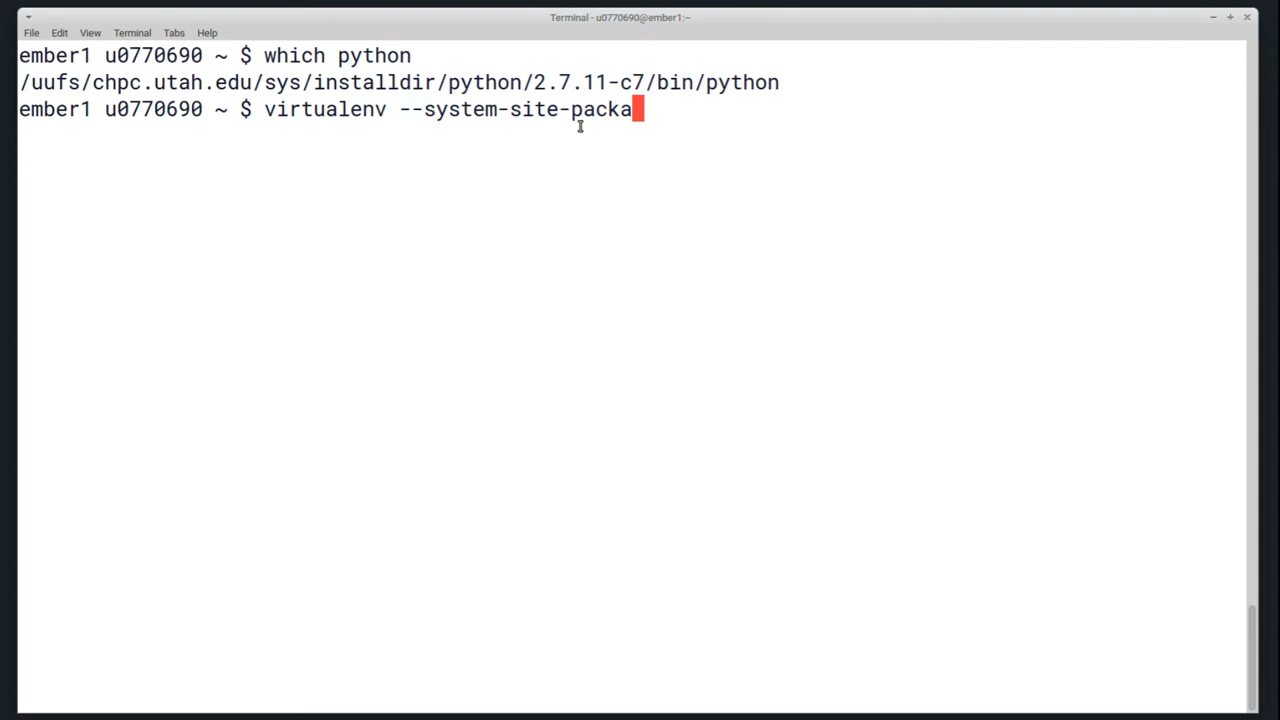 Terminal - u0770690@ember1:~
File Edit View Terminal Tabs Help
ember1 u0770690 ~ $ which python
/uufs/chpc.utah.edu/sys/installdir/python/2.7.11-c7/bin/python
ember1 u0770690 ~ $ virtualenv --system-site-packa